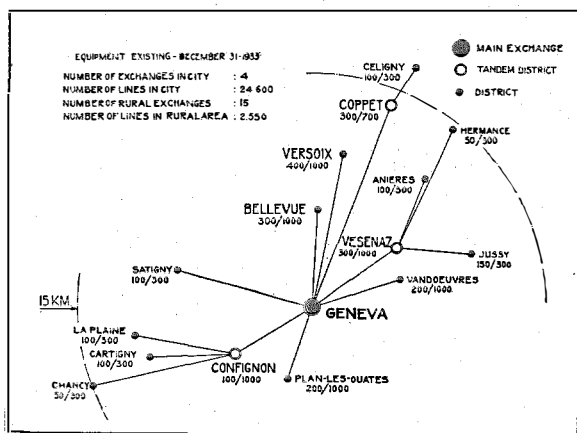 EQUIPMENT EXISTING - DECEMBER 31-1933
NUMBER OF EXCHANGES IN CITY : 4
NUMBER OF LINES IN CITY : 24 600
NUMBER OF RURAL EXCHANGES : 15
NUMBER OF LINES IN RURAL AREA : 2.550
MAIN EXCHANGE
TANDEM DISTRICT
DISTRICT
CELIGNY
100/300
COPPET
300/700
HERMANCE
50/300
VERSOIX
400/1000
ANIERES
100/300
BELLEVUE
300/1000
VESENAZ
300/1000
JUSSY
150/300
SATIGNY
100/300
VANDOEUVRES
200/1000
15 KM.
GENEVA
LA PLAINE
100/300
CARTIGNY
100/300
CONFIGNON
100/1000
CHANCY
50/300
PLAN-LES-OUATES
200/1000